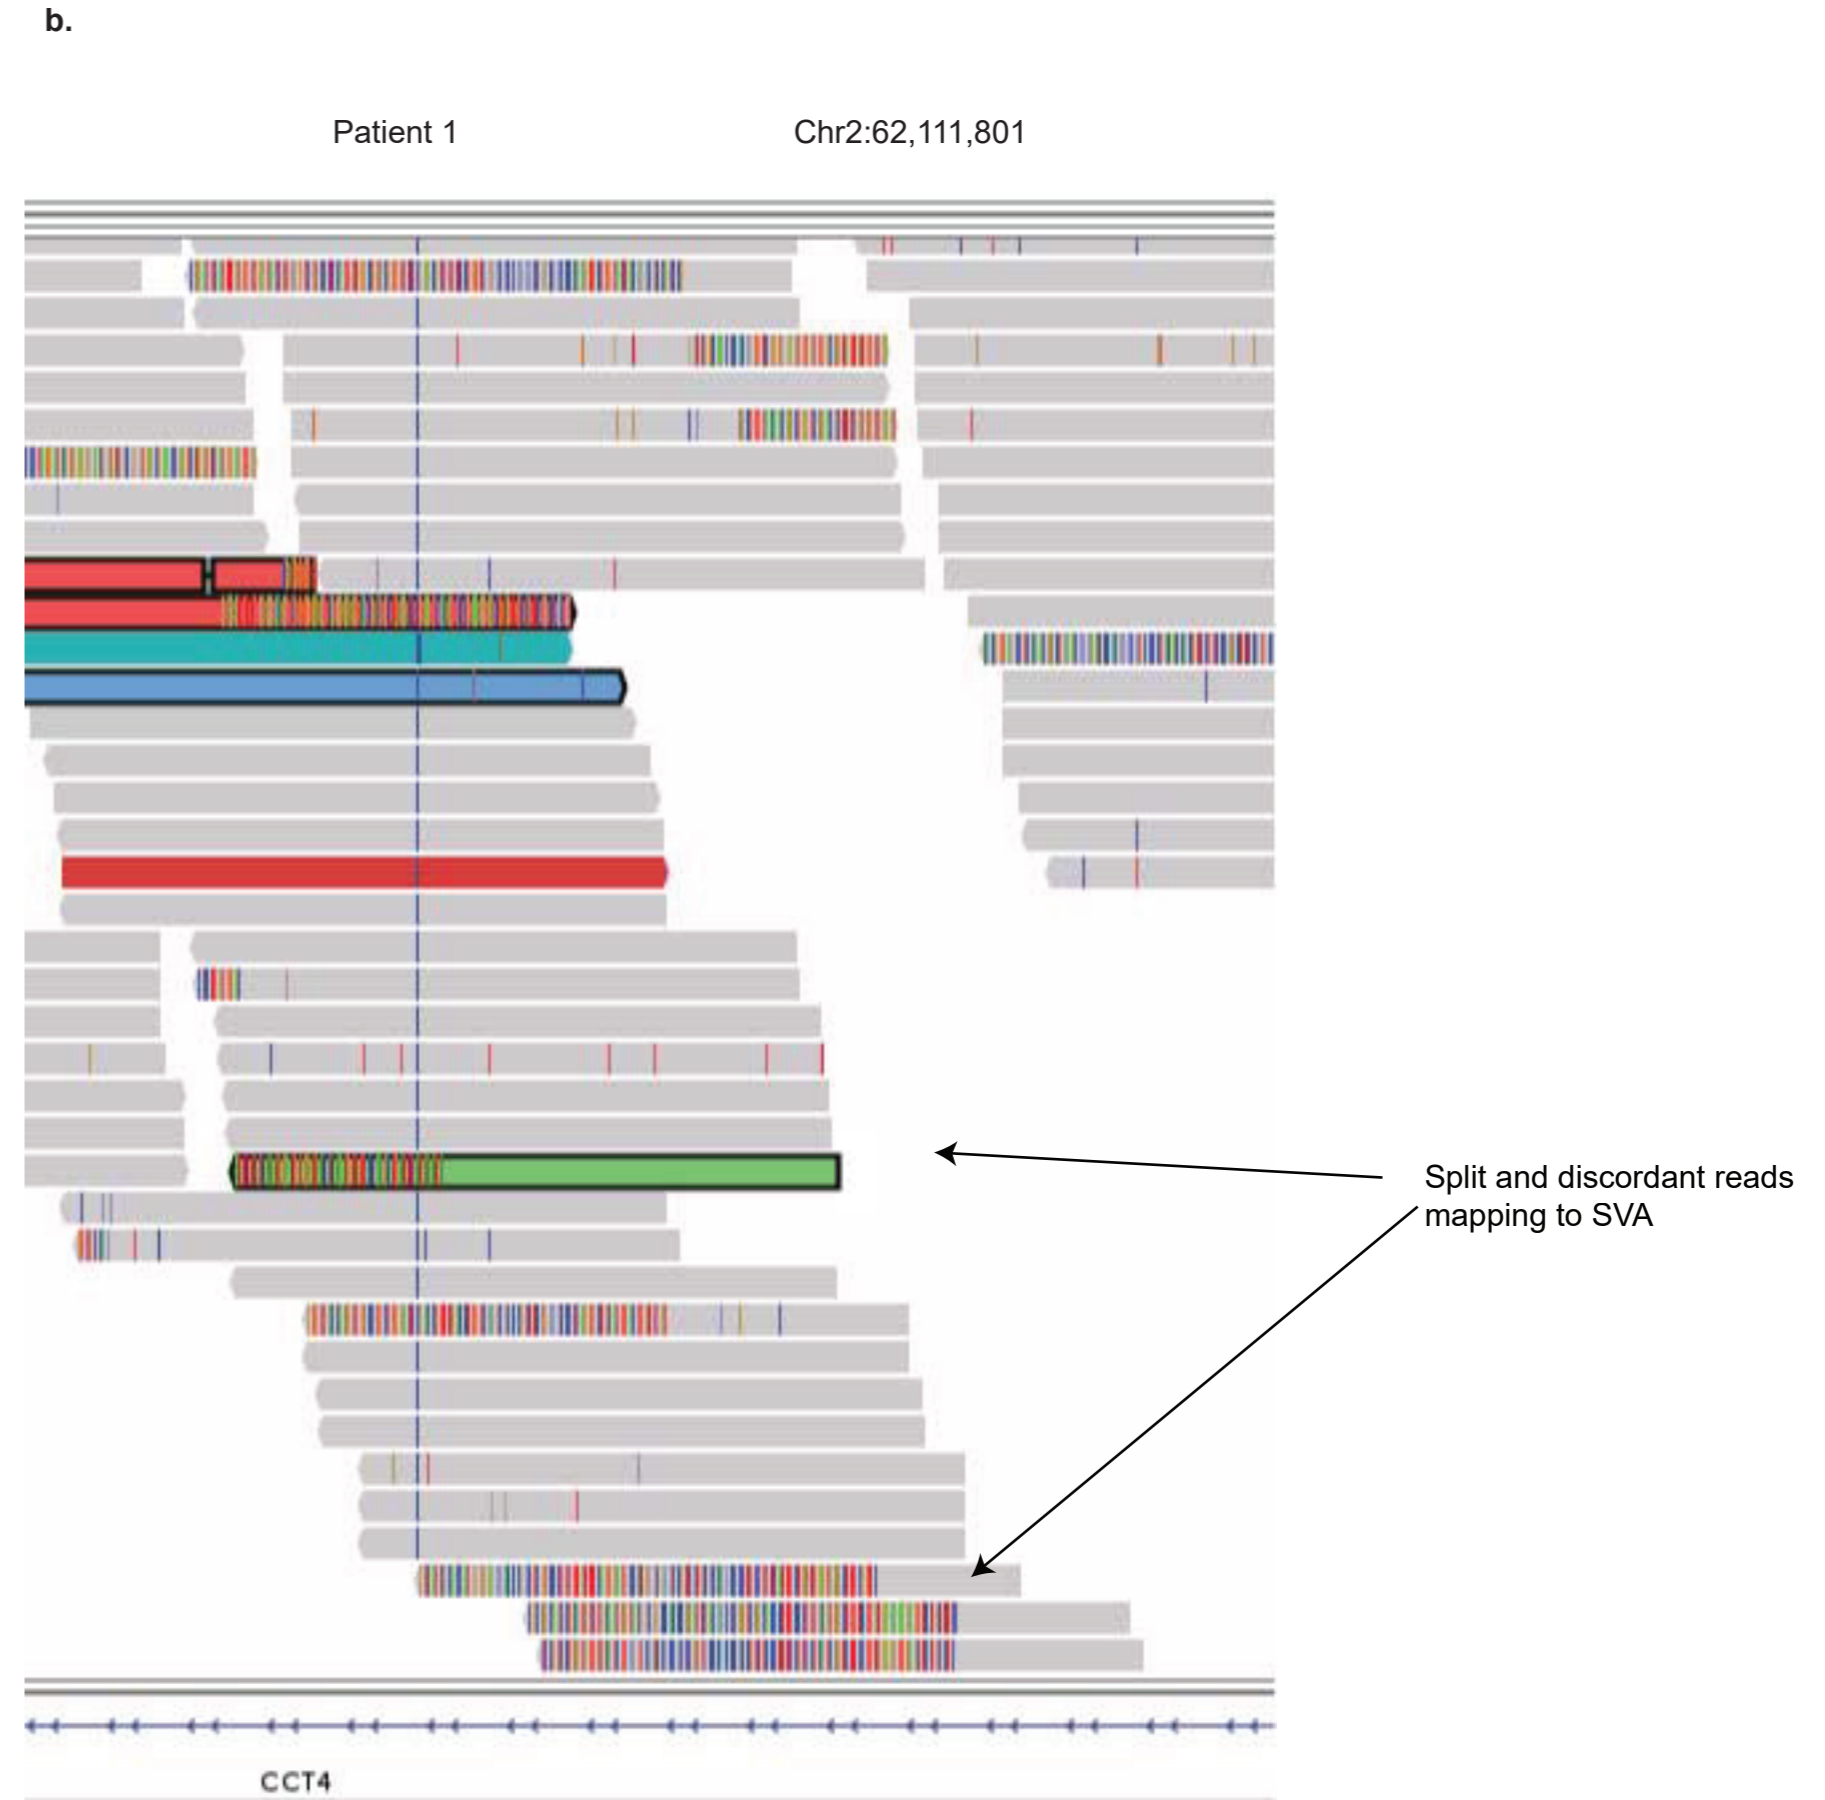 b.
Patient 1
Chr2:62,111,801
Split and discordant reads
mapping to SVA
CCT4